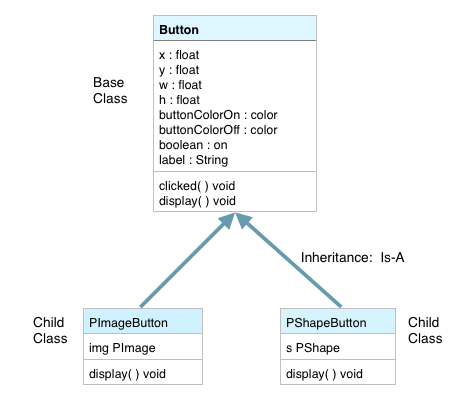 Button
x : float
y : float
w : float
h : float
buttonColorOn : color
buttonColorOff : color
boolean : on
label : String
clicked( ) void
display( ) void
Base
Class
Inheritance:  Is-A
Child
Class
PImageButton
img PImage
display( ) void
PShapeButton
s PShape
display( ) void
Child
Class